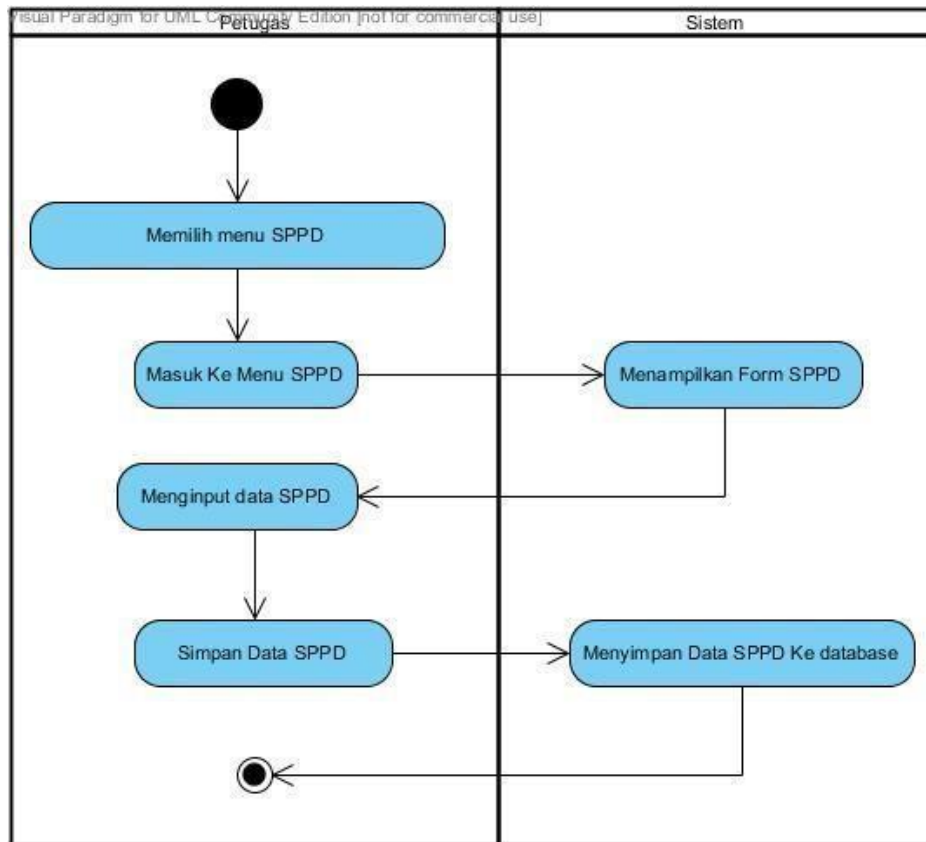 Visual Paradigm for UML Community Edition [not for commercial use]
Petugas
Sistem
Memilih menu SPPD
Masuk Ke Menu SPPD
Menampilkan Form SPPD
Menginput data SPPD
Simpan Data SPPD
Menyimpan Data SPPD Ke database